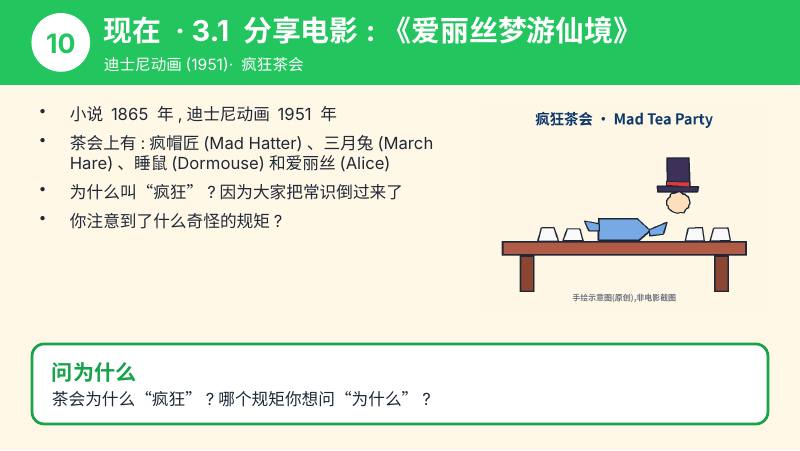 10
现在 · 3.1 分享电影：《爱丽丝梦游仙境》
迪士尼动画 (1951)· 疯狂茶会
• 小说 1865 年 , 迪士尼动画 1951 年
• 茶会上有 : 疯帽匠 (Mad Hatter) 、三月兔 (March
Hare) 、睡鼠 (Dormouse) 和爱丽丝 (Alice)
• 为什么叫“疯狂” ? 因为大家把常识倒过来了
• 你注意到了什么奇怪的规矩 ?
疯狂茶会 · Mad Tea Party
手绘示意图(原创),非电影截图
问为什么
茶会为什么“疯狂” ? 哪个规矩你想问“为什么” ?